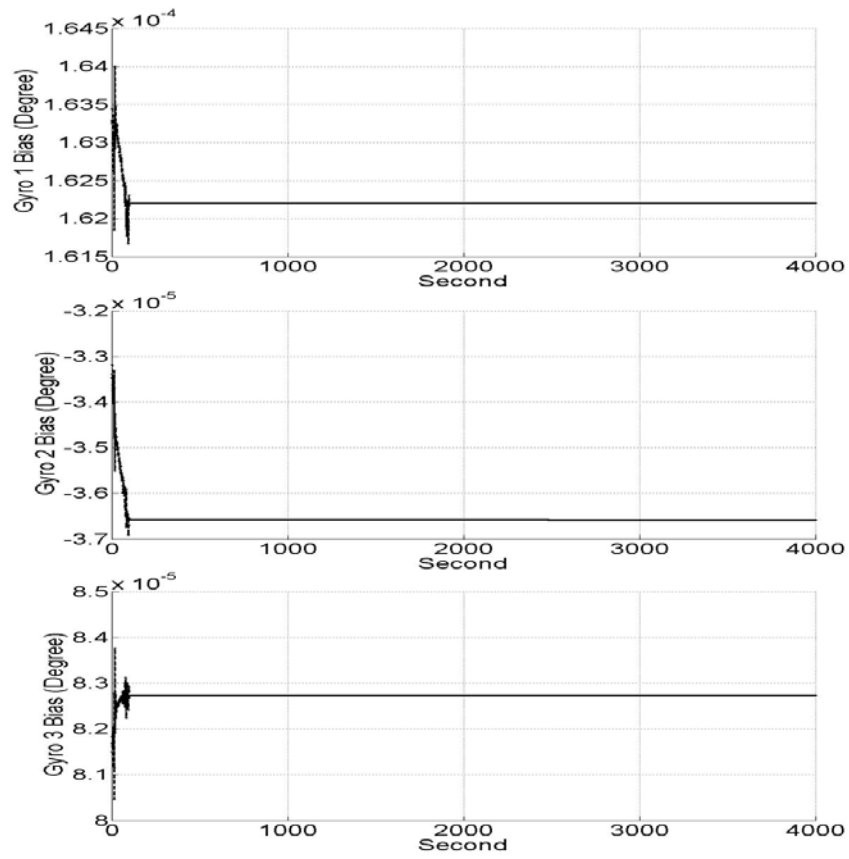 × 10⁻⁴
1.645
1.64
1.635
1.63
1.625
1.62
1.615
Gyro 1 Bias (Degree)
0 1000 2000 3000 4000
Second
× 10⁻⁵
-3.2
-3.3
-3.4
-3.5
-3.6
-3.7
Gyro 2 Bias (Degree)
0 1000 2000 3000 4000
Second
× 10⁻⁵
8.5
8.4
8.3
8.2
8.1
8
Gyro 3 Bias (Degree)
0 1000 2000 3000 4000
Second